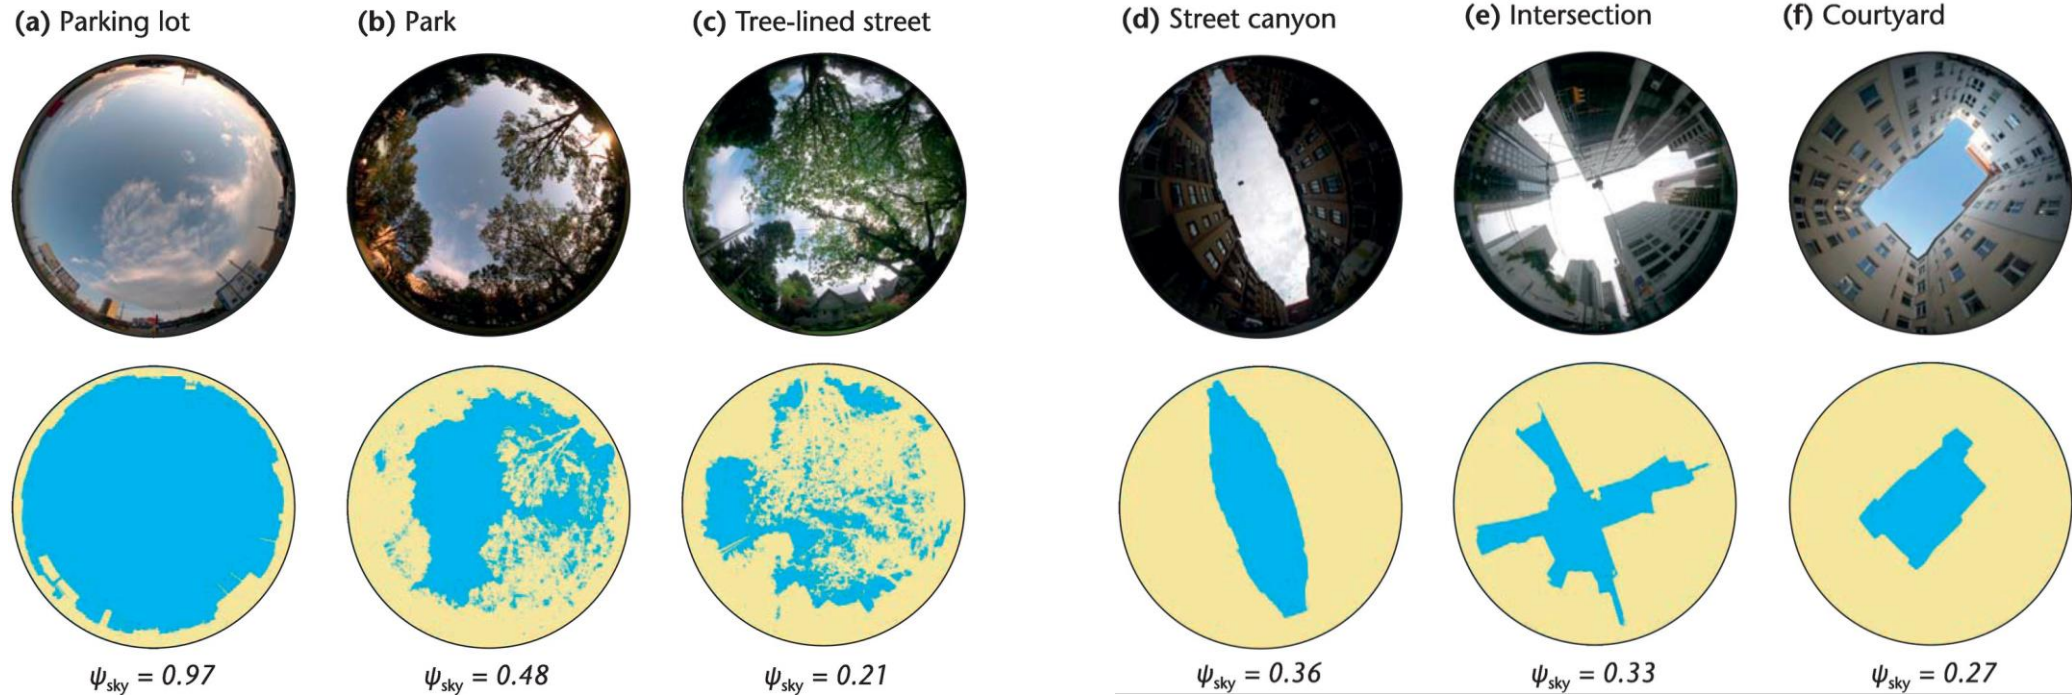 (a) Parking lot
(b) Park
(c) Tree-lined street
(d) Street canyon
(e) Intersection
(f) Courtyard
ψsky = 0.97
ψsky = 0.48
ψsky = 0.21
ψsky = 0.36
ψsky = 0.33
ψsky = 0.27